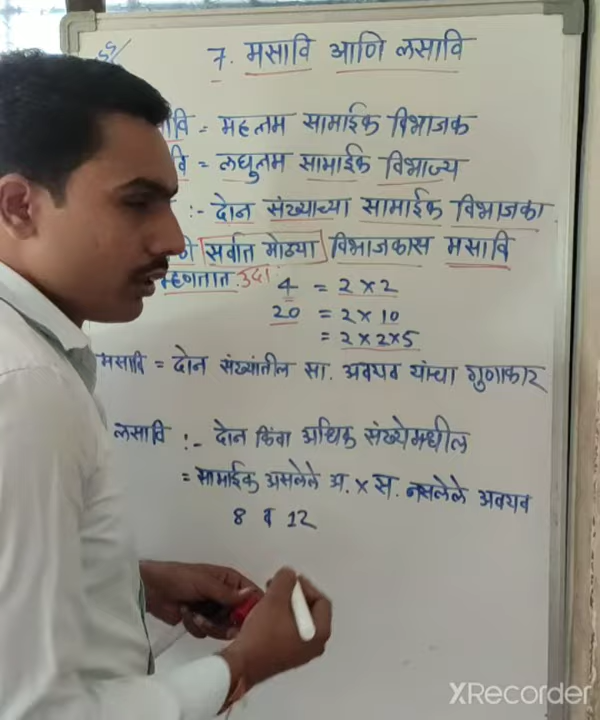 7. मसावि आणि लसावि
वि = महत्तम सामाईक विभाजक
वि = लघुतम सामाईक विभाज्य
:- दोन संख्याच्या सामाईक विभाजका
सर्वात मोठ्या विभाजकास मसावि
म्हणतात. उदा.
4 = 2 × 2
20 = 2 × 10
= 2 × 2 × 5
मसावि = दोन संख्यांतील सा. अवयव यांचा गुणाकार
लसावि :- दोन किंवा अधिक संख्येमधील
= सामाईक असलेले अ. × स. नसलेले अवयव
8 व 12
XRecorder